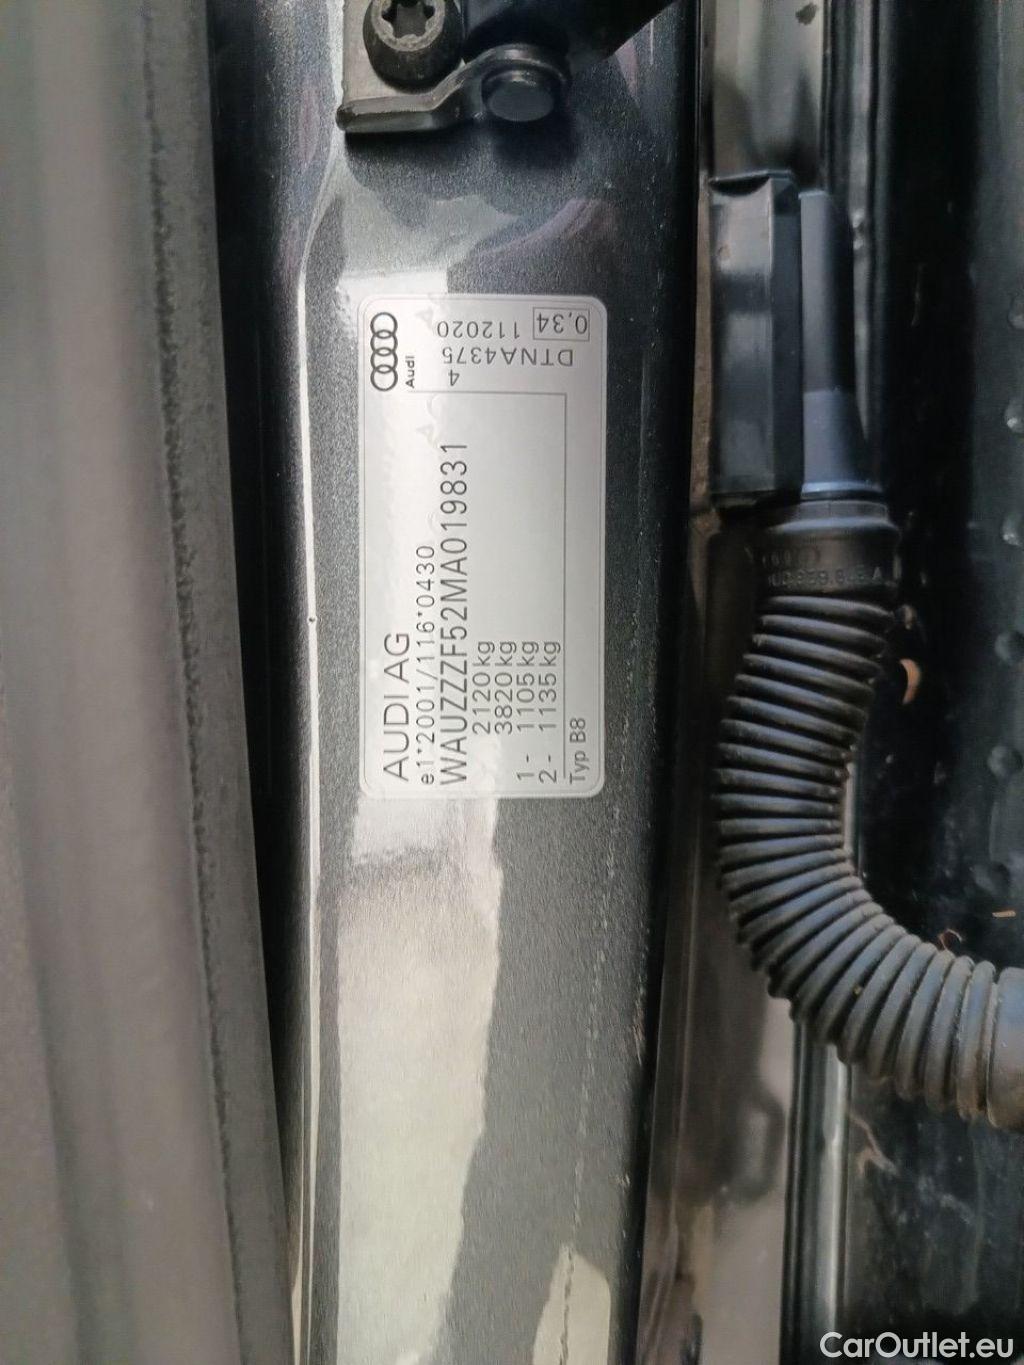 AUDI AG
e1*2001/116*0430
WAUZZZF52MA019831
2120 kg
3820 kg
1 - 1105 kg
2 - 1135 kg
Typ B8
Audi
4
DTNA4375
112020
0,34
CarOutlet.eu